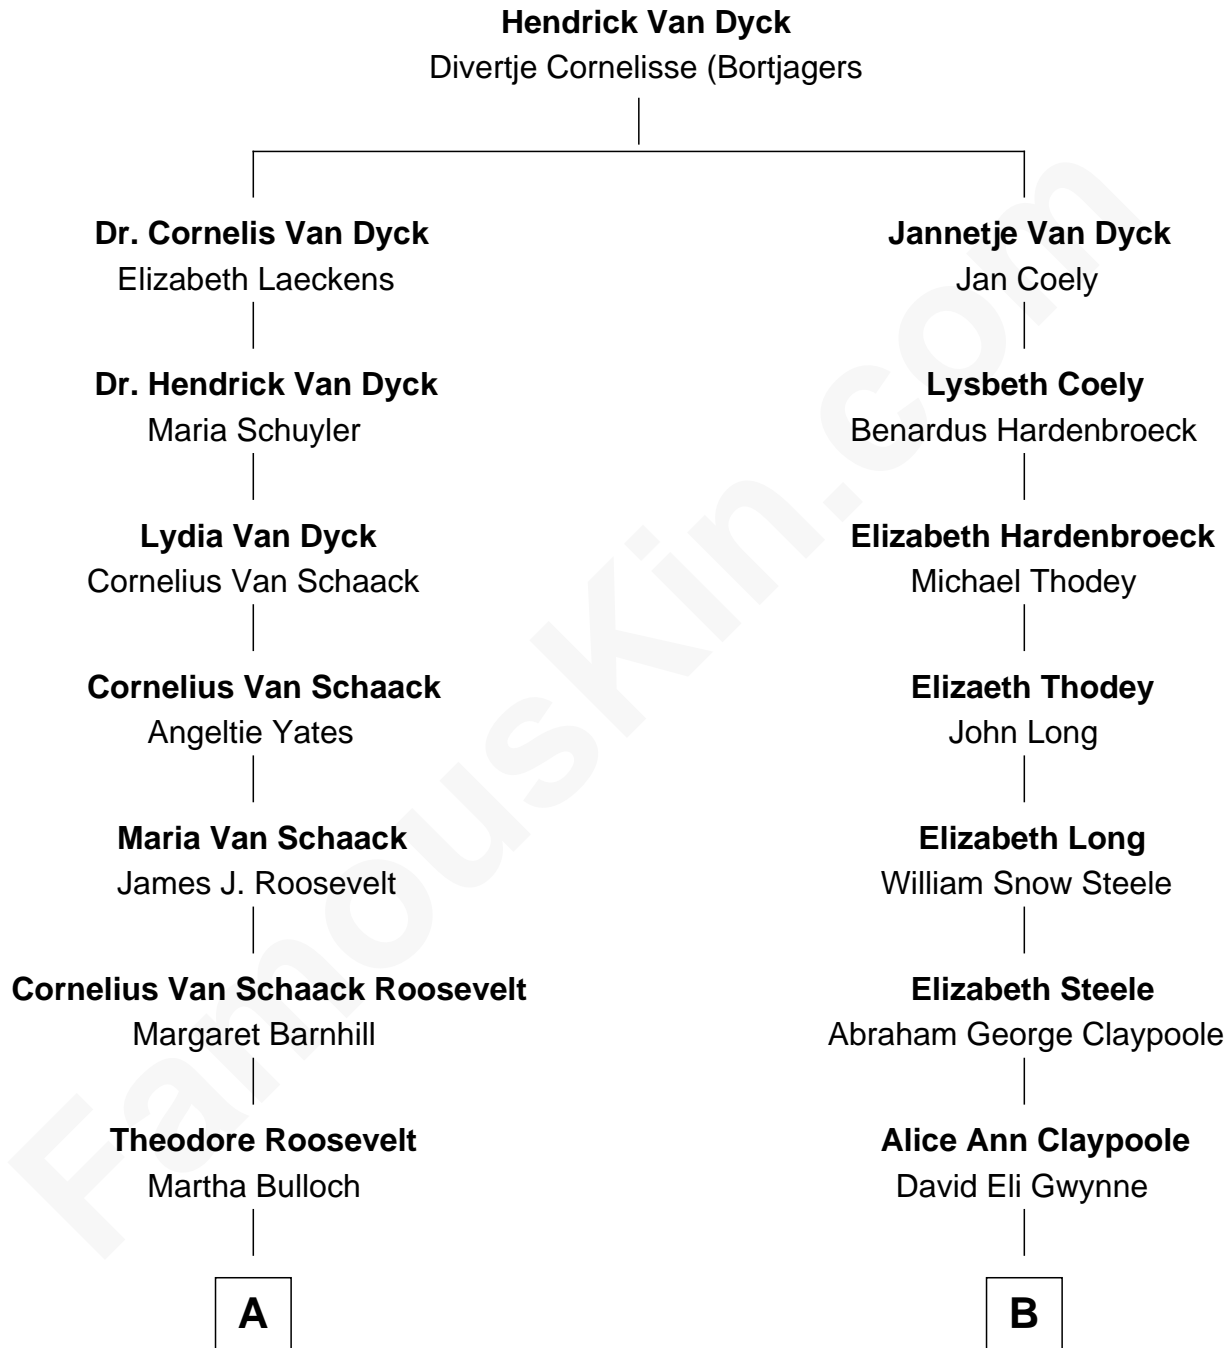 Hendrick Van Dyck
Divertje Cornelisse (Bortjagers
Dr. Cornelis Van Dyck
Elizabeth Laeckens
Jannetje Van Dyck
Jan Coely
Dr. Hendrick Van Dyck
Maria Schuyler
Lysbeth Coely
Benardus Hardenbroeck
Lydia Van Dyck
Cornelius Van Schaack
Elizabeth Hardenbroeck
Michael Thodey
Cornelius Van Schaack
Angeltie Yates
Elizaeth Thodey
John Long
Maria Van Schaack
James J. Roosevelt
Elizabeth Long
William Snow Steele
Cornelius Van Schaack Roosevelt
Margaret Barnhill
Elizabeth Steele
Abraham George Claypoole
Theodore Roosevelt
Martha Bulloch
Alice Ann Claypoole
David Eli Gwynne
A
B
FamousKin.com